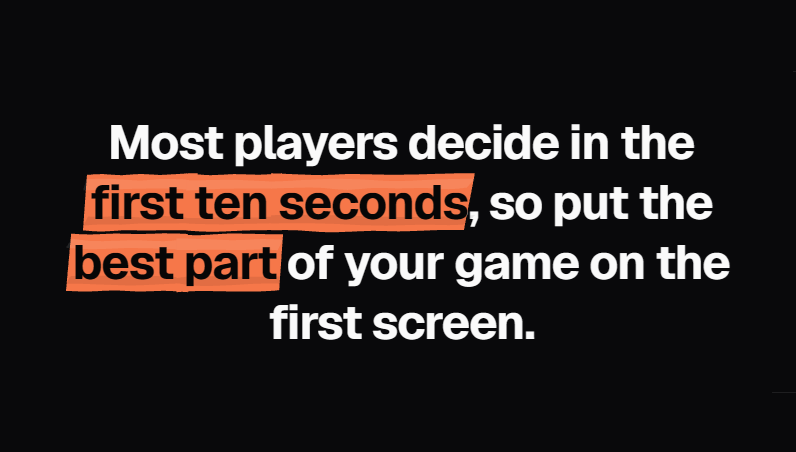 Most players decide in the
first ten seconds, so put the
best part of your game on the
first screen.